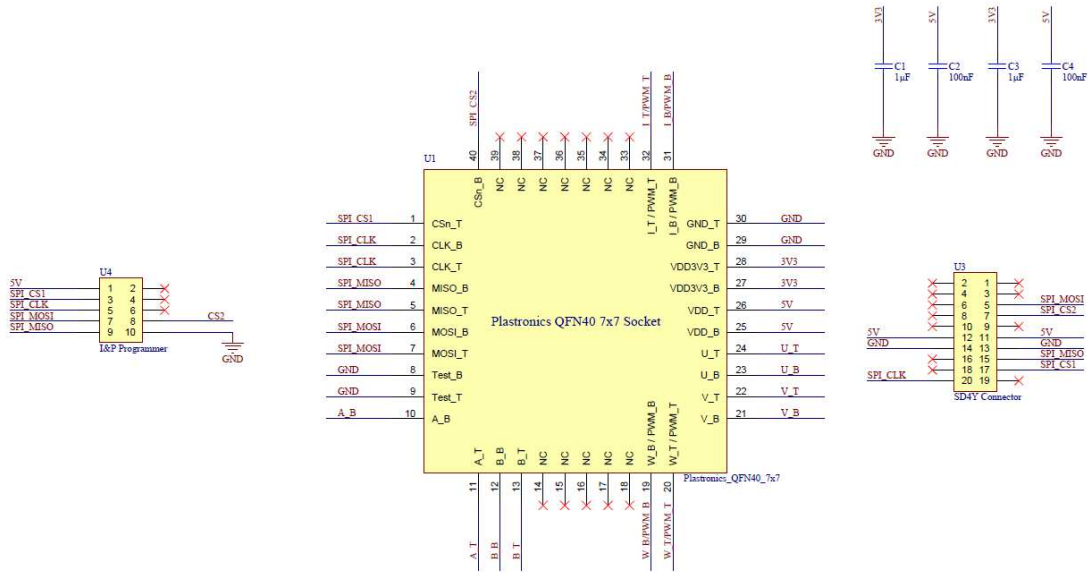 3V3
5V
3V3
5V
C1
1µF
C2
100nF
C3
1µF
C4
100nF
GND
GND
GND
GND
SPI_CS2
I_T/PWM_T
I_B/PWM_B
U1
40
39
38
37
36
35
34
33
32
31
CSn_B
NC
NC
NC
NC
NC
NC
NC
I_T / PWM_T
I_B / PWM_B
SPI_CS1 1 CSn_T
SPI_CLK 2 CLK_B
SPI_CLK 3 CLK_T
SPI_MISO 4 MISO_B
SPI_MISO 5 MISO_T
SPI_MOSI 6 MOSI_B
SPI_MOSI 7 MOSI_T
GND 8 Test_B
GND 9 Test_T
A_B 10 A_B
Plastronics QFN40 7x7 Socket
GND_T 30 GND
GND_B 29 GND
VDD3V3_T 28 3V3
VDD3V3_B 27 3V3
VDD_T 26 5V
VDD_B 25 5V
U_T 24 U_T
U_B 23 U_B
V_T 22 V_T
V_B 21 V_B
A_T
B_B
B_T
NC
NC
NC
NC
NC
W_B / PWM_B
W_T / PWM_T
11
12
13
14
15
16
17
18
19
20
Plastronics_QFN40_7x7
A_T
B_B
B_T
W_B/PWM_B
W_T/PWM_T
U4
5V 1 2
SPI_CS1 3 4
SPI_CLK 5 6
SPI_MOSI 7 8 CS2
SPI_MISO 9 10
I&P Programmer
GND
U3
2 1
4 3
6 5 SPI_MOSI
8 7 SPI_CS2
10 9
5V 12 11 5V
GND 14 13 GND
16 15 SPI_MISO
18 17 SPI_CS1
SPI_CLK 20 19
SD4Y Connector